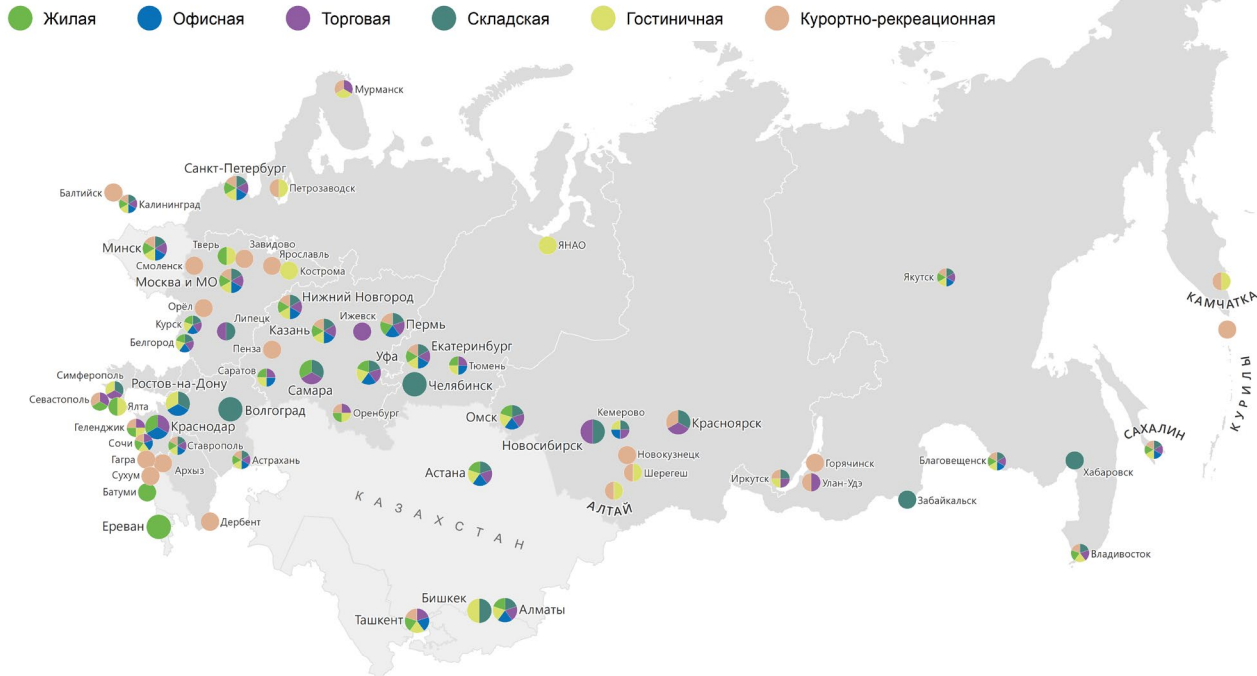 Жилая
Офисная
Торговая
Складская
Гостиничная
Курортно-рекреационная
Мурманск
Санкт-Петербург
Петрозаводск
Балтийск
Калининград
Минск
Тверь
Завидово
Ярославль
Смоленск
Кострома
Москва и МО
ЯНАО
Якутск
КАМЧАТКА
КУРИЛЫ
Орёл
Нижний Новгород
Курск
Липецк
Казань
Ижевск
Пермь
Белгород
Пенза
Уфа
Екатеринбург
Саратов
Самара
Тюмень
Челябинск
Симферополь
Ростов-на-Дону
Севастополь
Ялта
Волгоград
Оренбург
Омск
Кемерово
Новосибирск
Красноярск
Геленджик
Краснодар
Сочи
Ставрополь
Гагра
Архыз
Астрахань
Сухум
Батуми
Ереван
Дербент
Астана
КАЗАХСТАН
Новокузнецк
Шерегеш
АЛТАЙ
Иркутск
Горячинск
Улан-Удэ
Забайкальск
Благовещенск
Хабаровск
САХАЛИН
Владивосток
Бишкек
Ташкент
Алматы